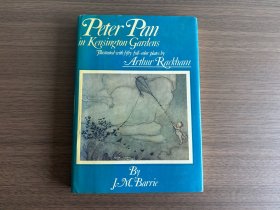 Peter Pan
in Kensington Gardens
Illustrated with fifty full-color plates by
Arthur Rackham
By
J.M. Barrie